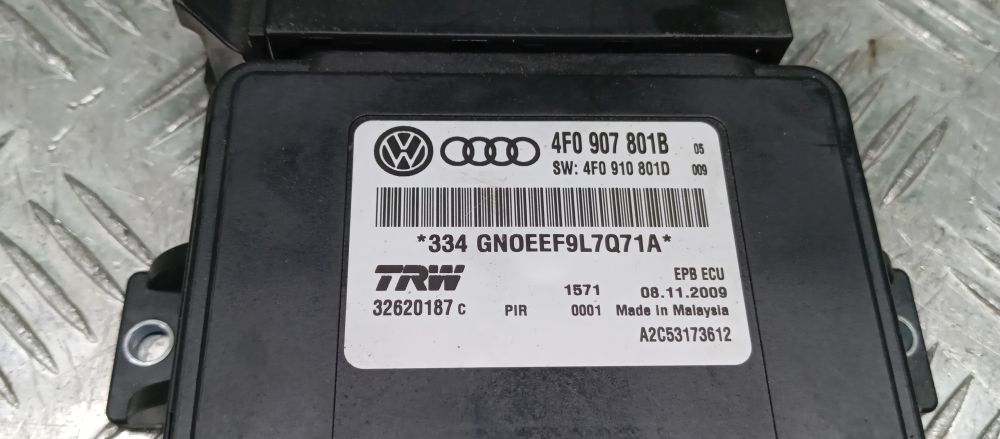 4F0 907 801B 05
SW: 4F0 910 801D 009
*334 GN0EEF9L7Q71A*
TRW EPB ECU
1571 08.11.2009
32620187 C PIR 0001 Made in Malaysia
A2C53173612